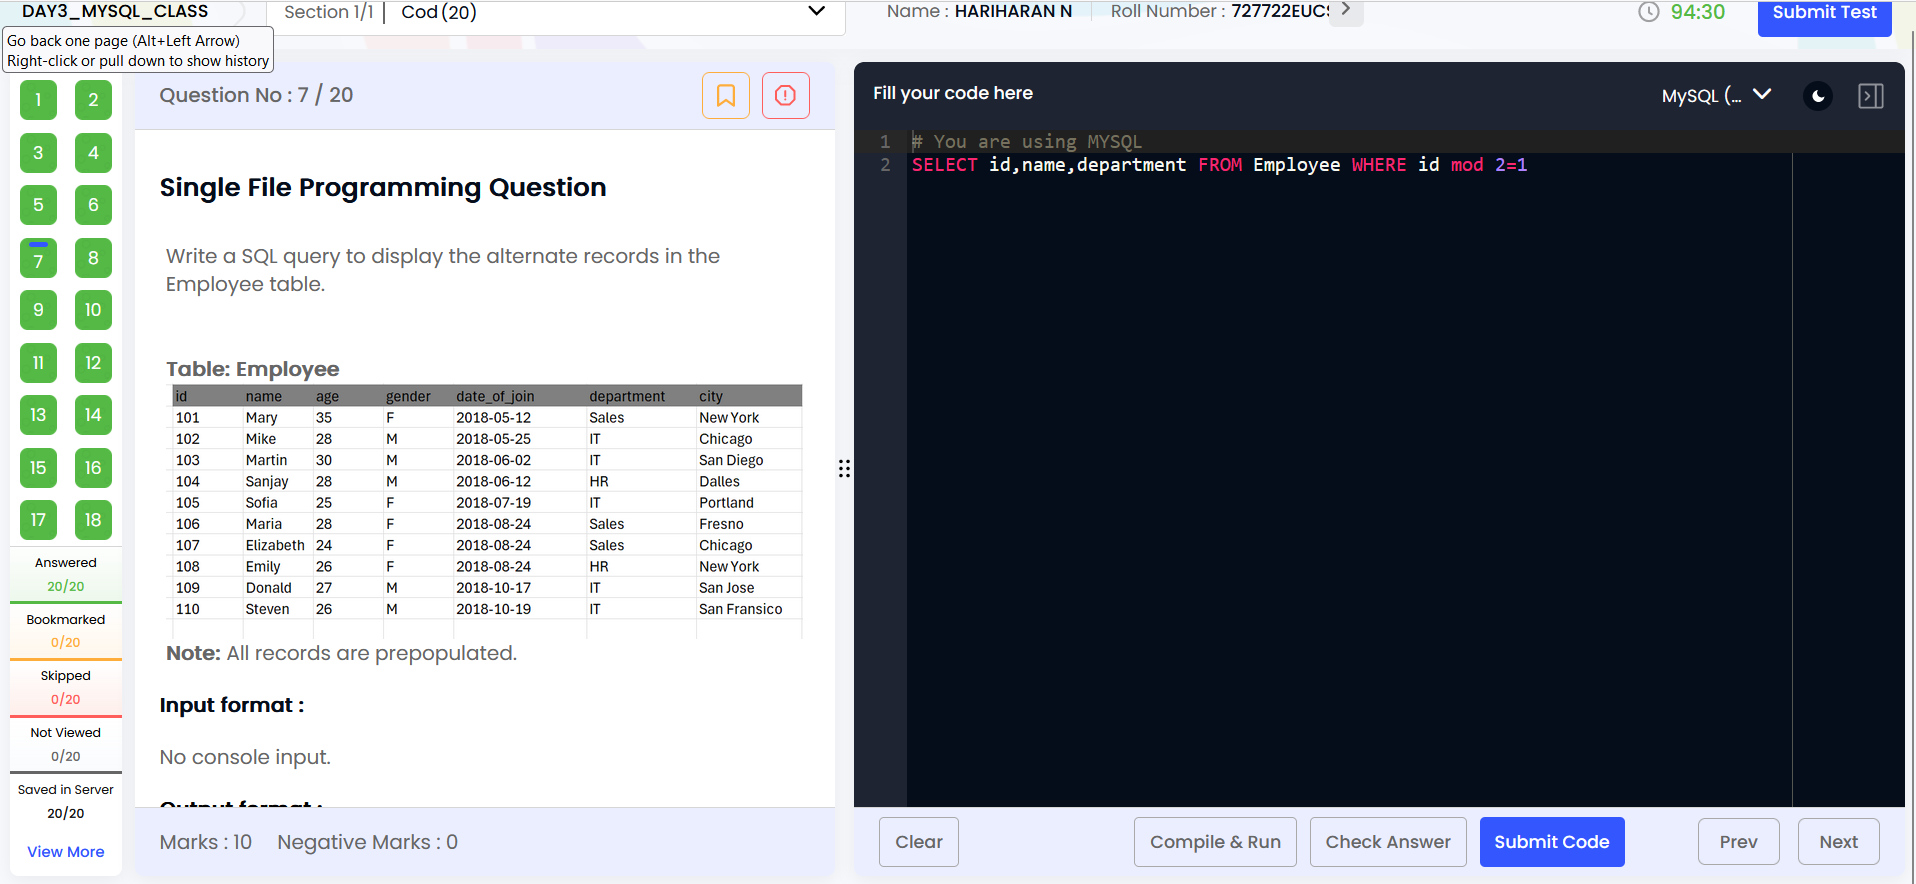 DAY3_MYSQL_CLASS
Section 1/1 | Cod (20)
Name : HARIHARAN N
Roll Number : 727722EUCS
94:30
Submit Test
Go back one page (Alt+Left Arrow)
Right-click or pull down to show history
1 2
3 4
5 6
7 8
9 10
11 12
13 14
15 16
17 18
Answered
20/20
Bookmarked
0/20
Skipped
0/20
Not Viewed
0/20
Saved in Server
20/20
View More
Question No : 7 / 20
Single File Programming Question
Write a SQL query to display the alternate records in the
Employee table.
Table: Employee
id name age gender date_of_join department city
101 Mary 35 F 2018-05-12 Sales New York
102 Mike 28 M 2018-05-25 IT Chicago
103 Martin 30 M 2018-06-02 IT San Diego
104 Sanjay 28 M 2018-06-12 HR Dalles
105 Sofia 25 F 2018-07-19 IT Portland
106 Maria 28 F 2018-08-24 Sales Fresno
107 Elizabeth 24 F 2018-08-24 Sales Chicago
108 Emily 26 F 2018-08-24 HR New York
109 Donald 27 M 2018-10-17 IT San Jose
110 Steven 26 M 2018-10-19 IT San Fransico
Note: All records are prepopulated.
Input format :
No console input.
Output format :
Marks : 10 Negative Marks : 0
Fill your code here
MySQL (...
1 # You are using MYSQL
2 SELECT id,name,department FROM Employee WHERE id mod 2=1
Clear
Compile & Run
Check Answer
Submit Code
Prev
Next